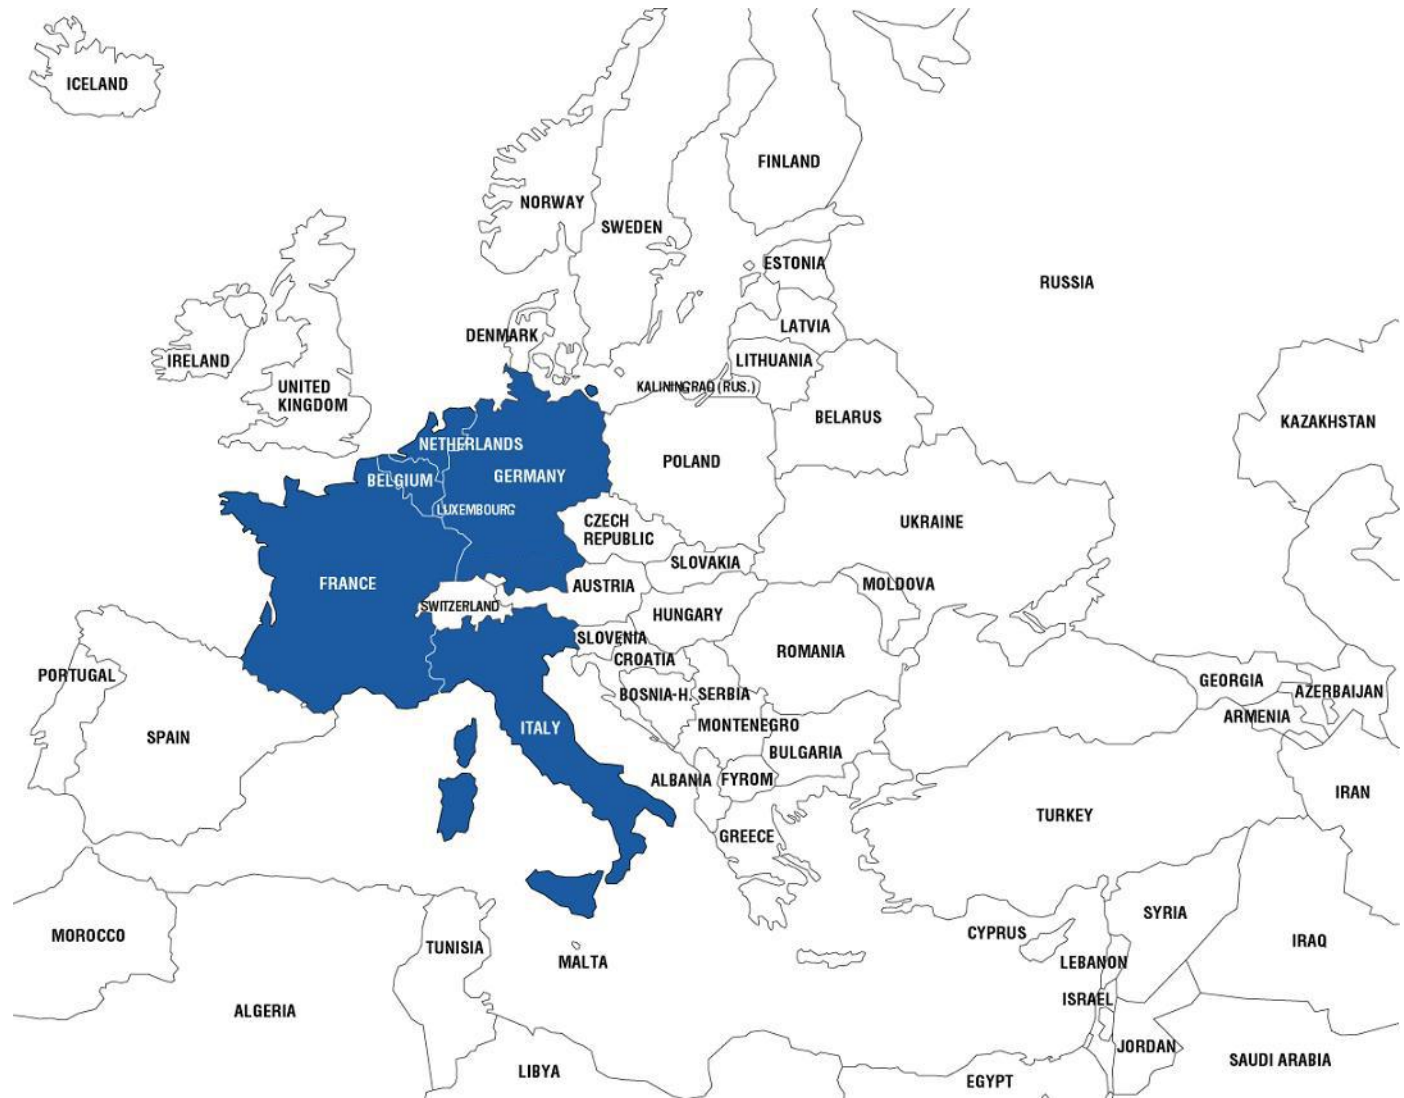 ICELAND
FINLAND
NORWAY
SWEDEN
ESTONIA
RUSSIA
LATVIA
DENMARK
IRELAND
LITHUANIA
UNITED
KINGDOM
KALININGRAD (RUS.)
BELARUS
KAZAKHSTAN
NETHERLANDS
POLAND
BELGIUM
GERMANY
LUXEMBOURG
CZECH
REPUBLIC
UKRAINE
SLOVAKIA
FRANCE
AUSTRIA
MOLDOVA
SWITZERLAND
HUNGARY
SLOVENIA
CROATIA
ROMANIA
PORTUGAL
GEORGIA
BOSNIA-H.
SERBIA
AZERBAIJAN
ARMENIA
SPAIN
ITALY
MONTENEGRO
BULGARIA
ALBANIA
FYROM
IRAN
TURKEY
GREECE
SYRIA
MOROCCO
TUNISIA
CYPRUS
IRAQ
MALTA
LEBANON
ISRAEL
ALGERIA
JORDAN
SAUDI ARABIA
LIBYA
EGYPT